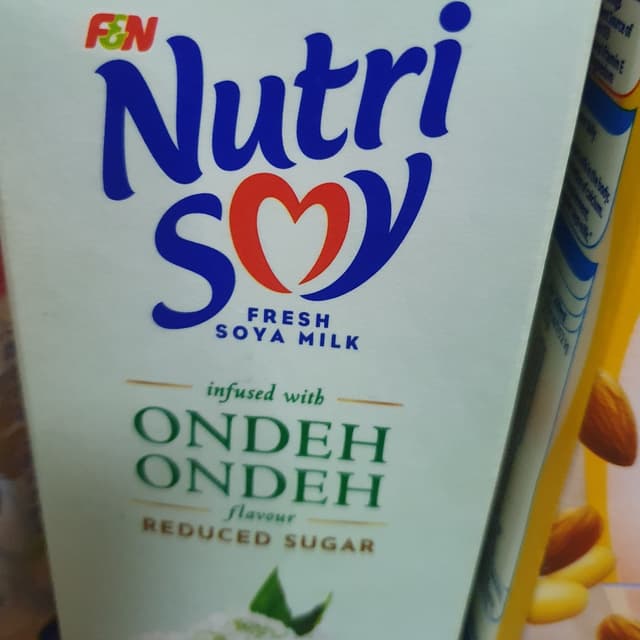 F&N
Nutri
Soy
FRESH
SOYA MILK
infused with
ONDEH
ONDEH
flavour
REDUCED SUGAR